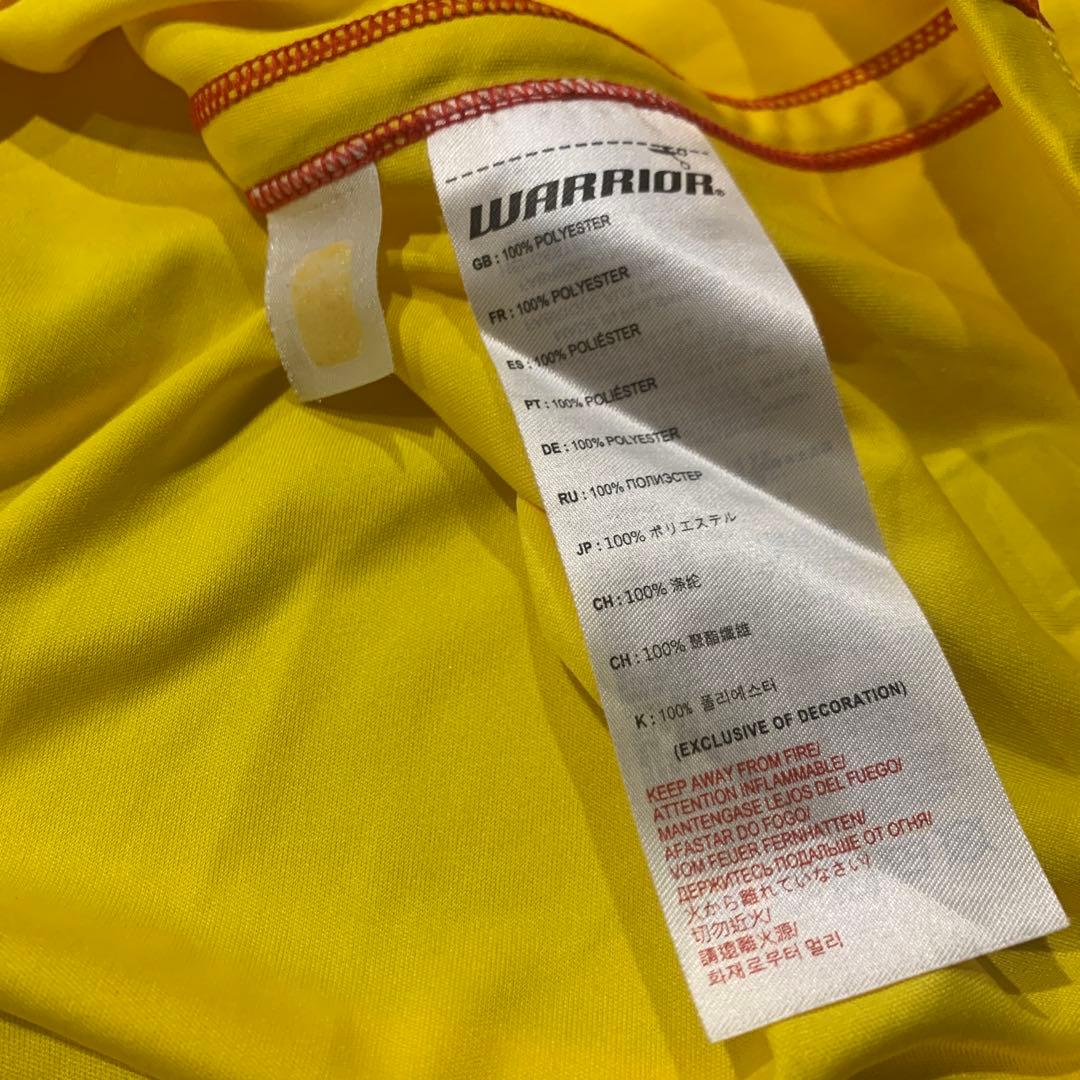 WARRIOR®
GB : 100% POLYESTER
FR : 100% POLYESTER
ES : 100% POLIÉSTER
PT : 100% POLIÉSTER
DE : 100% POLYESTER
RU : 100% ПОЛИЭСТЕР
JP : 100% ポリエステル
CH : 100% 涤纶
CH : 100% 聚酯纖維
K : 100% 폴리에스터
(EXCLUSIVE OF DECORATION)
KEEP AWAY FROM FIRE/
ATTENTION INFLAMMABLE/
MANTENGASE LEJOS DEL FUEGO/
AFASTAR DO FOGO/
VOM FEUER FERNHATTEN/
ДЕРЖИТЕСЬ ПОДАЛЬШЕ ОТ ОГНЯ/
火から離れていなさい/
切勿近火/
請遠離火源/
화재로부터 멀리